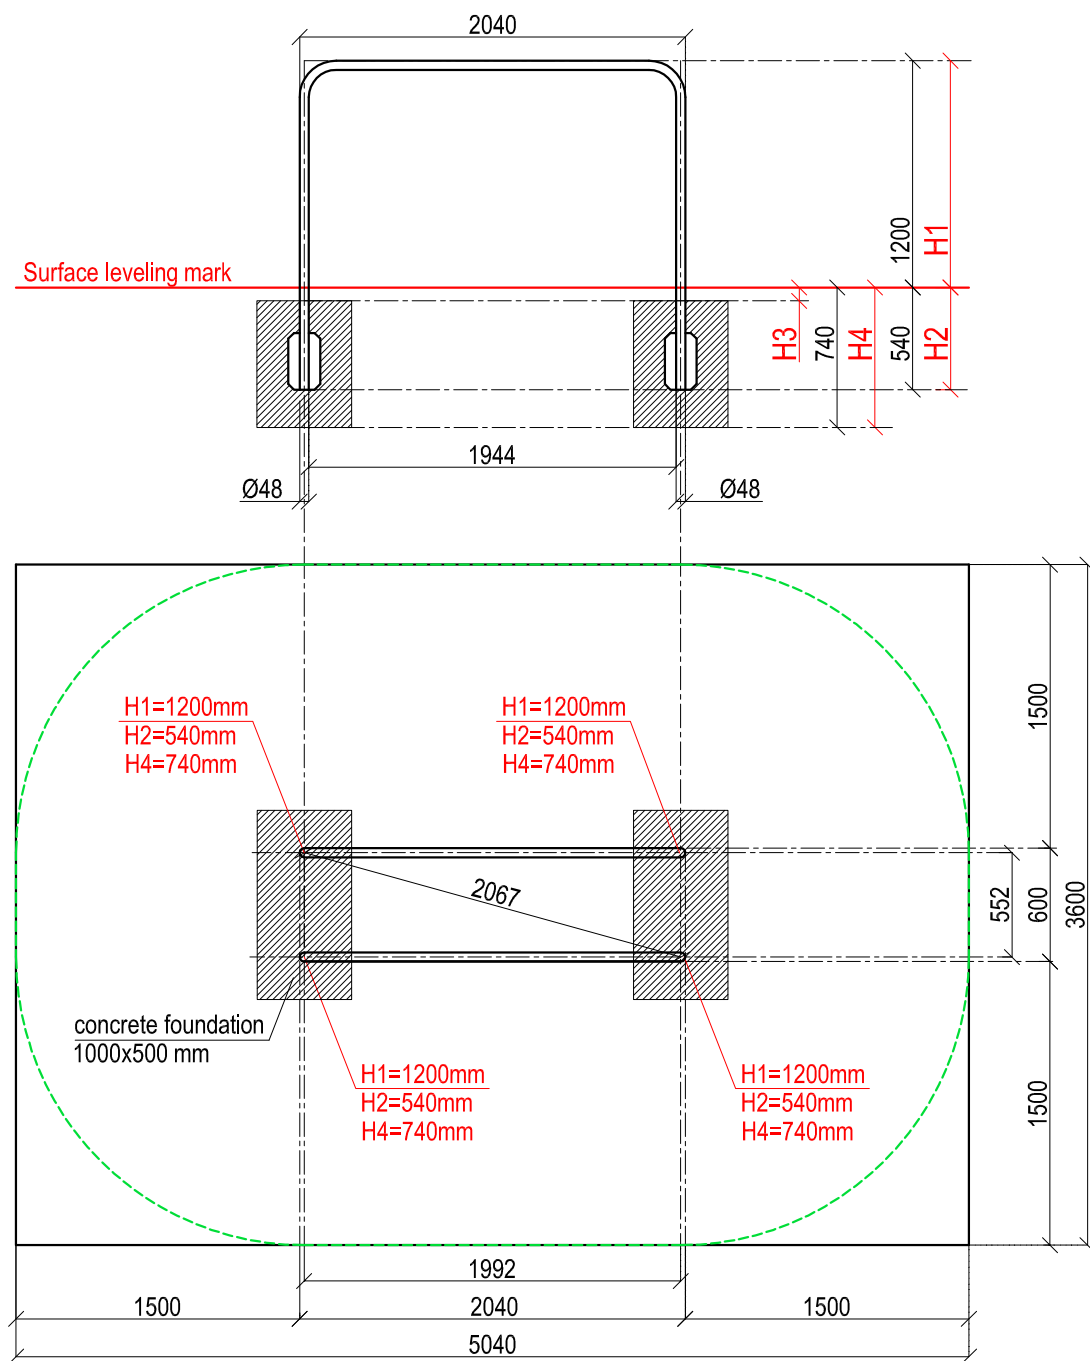 2040
Surface leveling mark
1200
H1
H3
740
H4
540
H2
1944
Ø48
Ø48
H1=1200mm
H2=540mm
H4=740mm
H1=1200mm
H2=540mm
H4=740mm
1500
2067
552
600
3600
concrete foundation
1000x500 mm
H1=1200mm
H2=540mm
H4=740mm
H1=1200mm
H2=540mm
H4=740mm
1500
1992
1500
2040
1500
5040